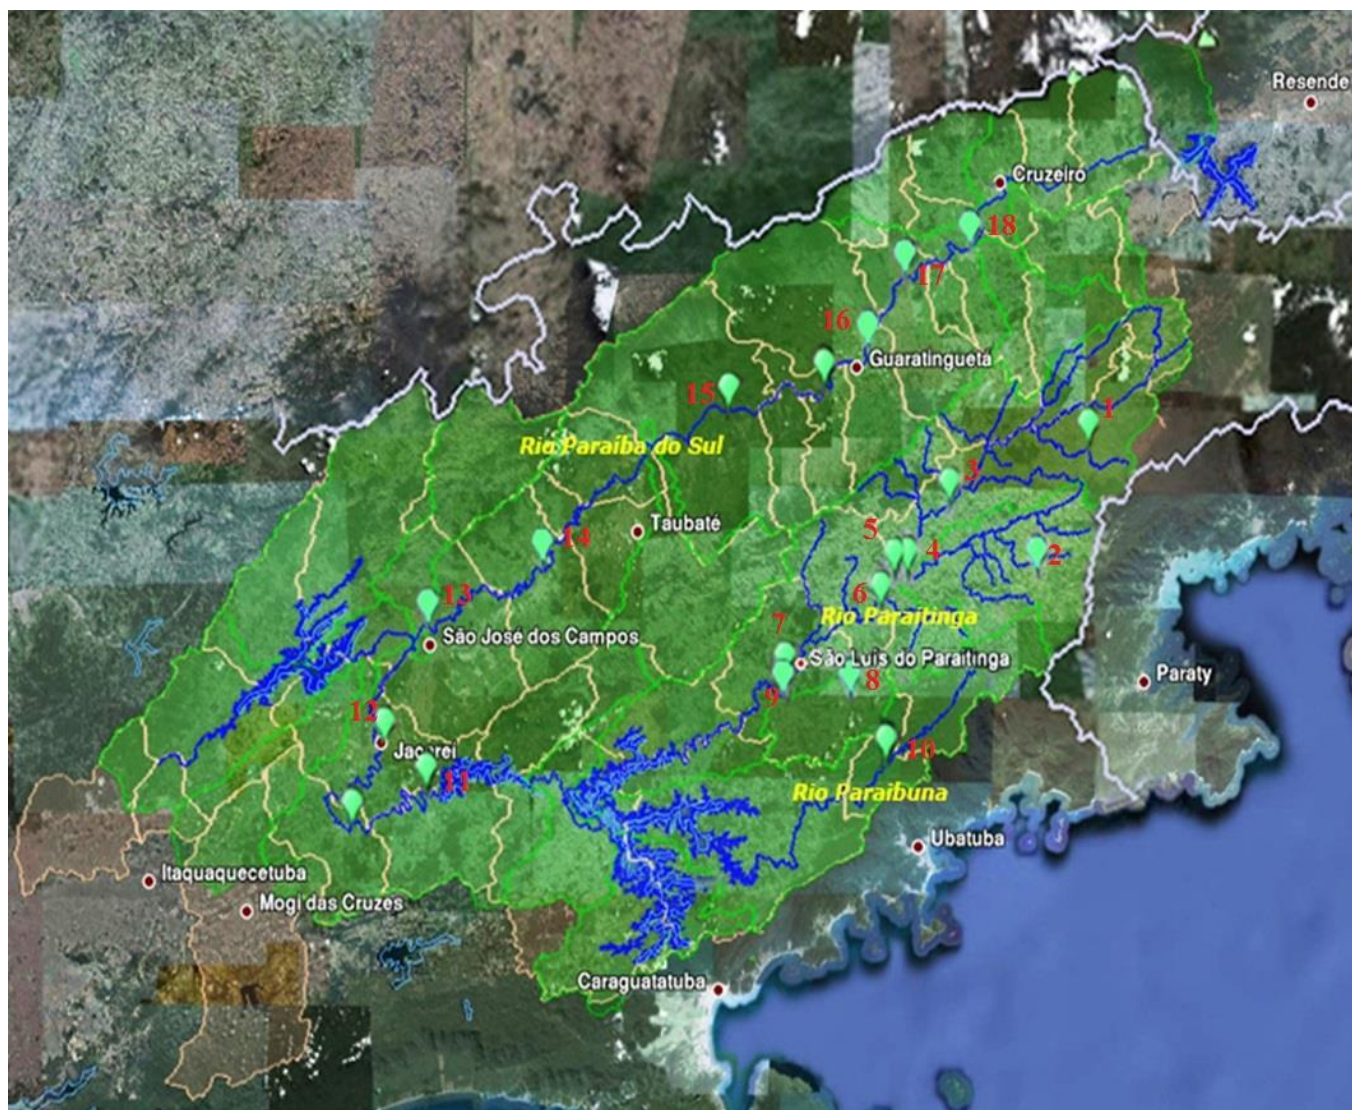 Resende
Cruzeiro
18
17
16
Guaratinguetá
15
1
Rio Paraíba do Sul
3
Taubaté
14
5
4
2
13
6
Rio Paraitinga
São José dos Campos
7
São Luis do Paraitinga
8
Paraty
9
12
Jacareí
10
11
Rio Paraibuna
Ubatuba
Itaquaquecetuba
Mogi das Cruzes
Caraguatatuba